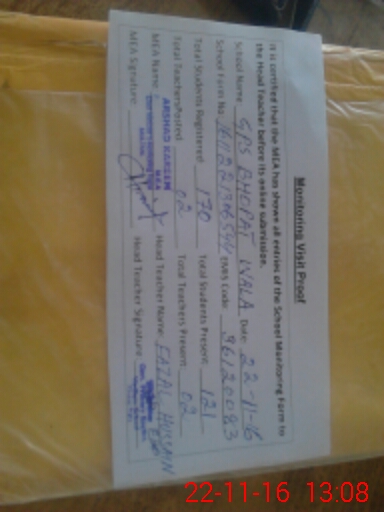 Monitoring Visit Proof
It is certified that the MEA has shown all entries of the School Monitoring Form to
the Head Teacher before its online submission.
School Name GPS BHOPAT WALA Date: 22-11-16
School Form No. EMIS Code: 36120083
Total Students Registered 170 Total Students Present 121
Total Teachers Posted 02 Total Teachers Present 02
MEA Name: ARSHAD KAREEM Head Teacher Name: FAZAL HUSSAIN
MEA
MEA Signature: Head Teacher Signature:
22-11-16 13:08